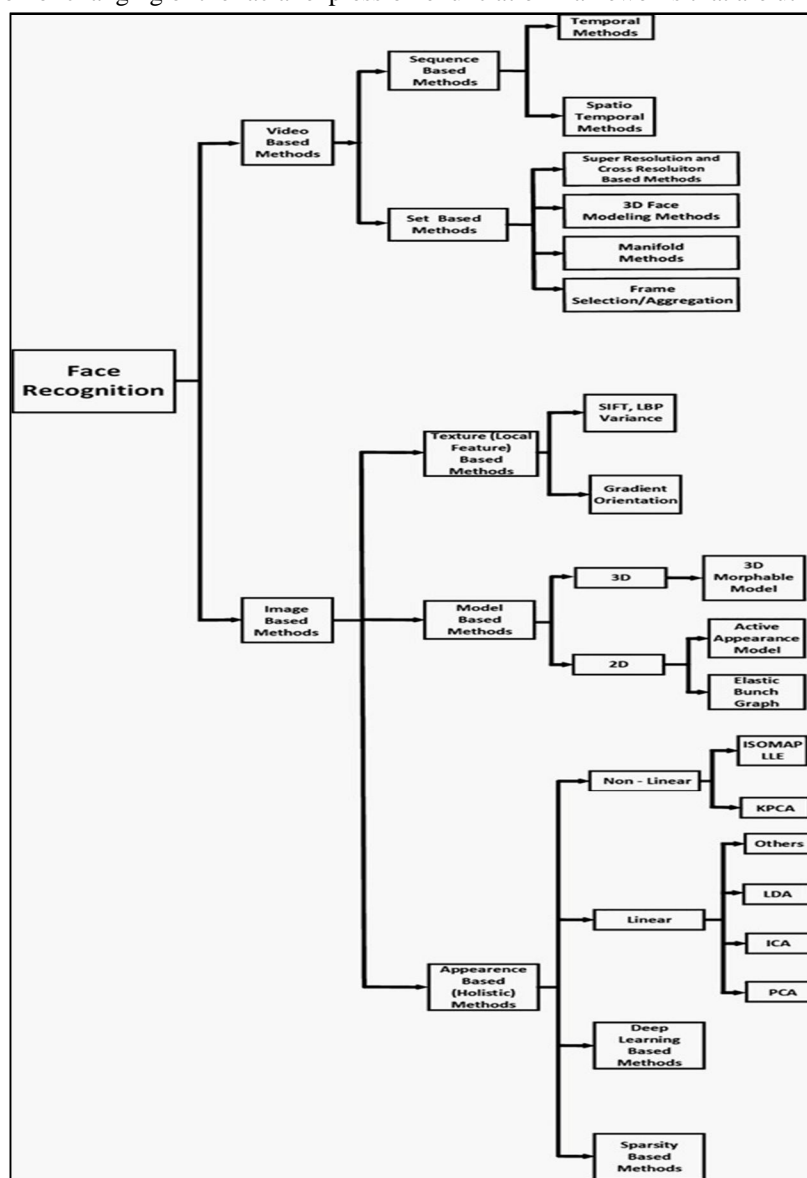 Temporal
Methods
Sequence
Based
Methods
Spatio
Temporal
Methods
Video
Based
Methods
Super Resolution and
Cross Resoluiton
Based Methods
3D Face
Modeling Methods
Set Based
Methods
Manifold
Methods
Frame
Selection/Aggregation
Face
Recognition
SIFT, LBP
Variance
Texture (Local
Feature)
Based
Methods
Gradient
Orientation
Image
Based
Methods
Model
Based
Methods
3D
3D
Morphable
Model
2D
Active
Appearance
Model
Elastic
Bunch
Graph
Non - Linear
ISOMAP
LLE
KPCA
Others
LDA
Linear
ICA
PCA
Appearence
Based
(Holistic)
Methods
Deep
Learning
Based
Methods
Sparsity
Based
Methods